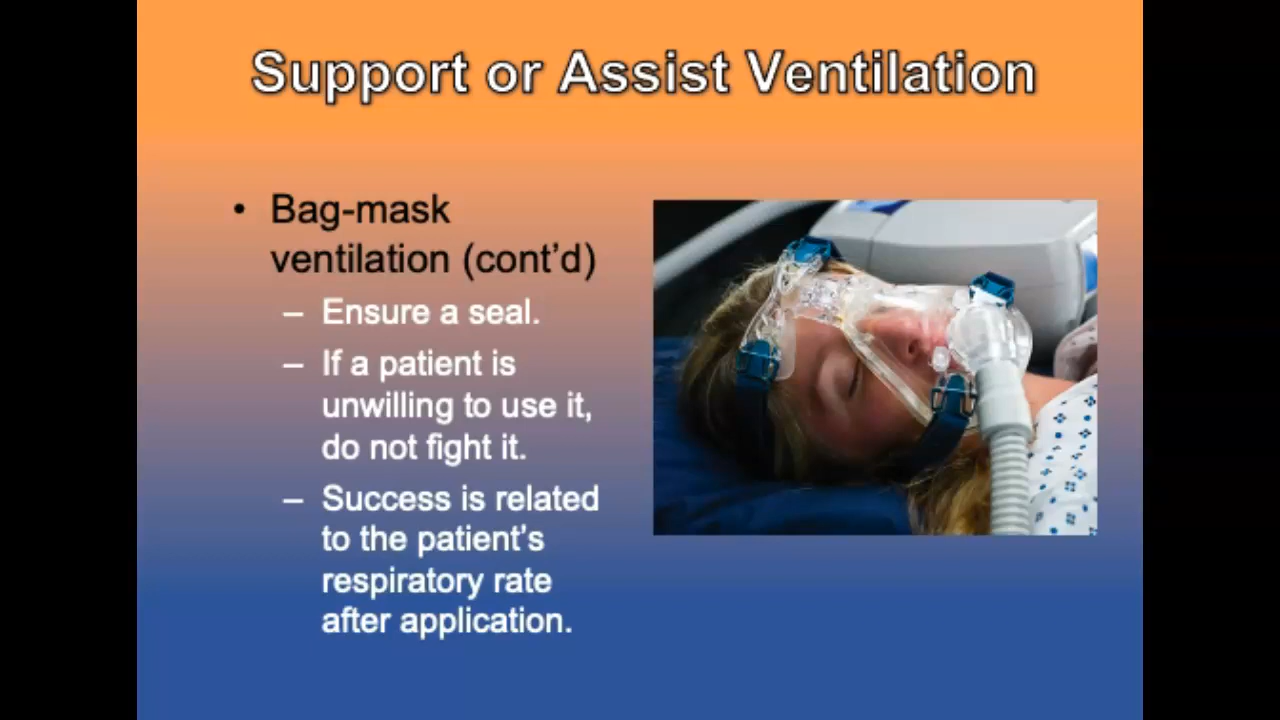 Support or Assist Ventilation
• Bag-mask
ventilation (cont’d)
– Ensure a seal.
– If a patient is
unwilling to use it,
do not fight it.
– Success is related
to the patient’s
respiratory rate
after application.